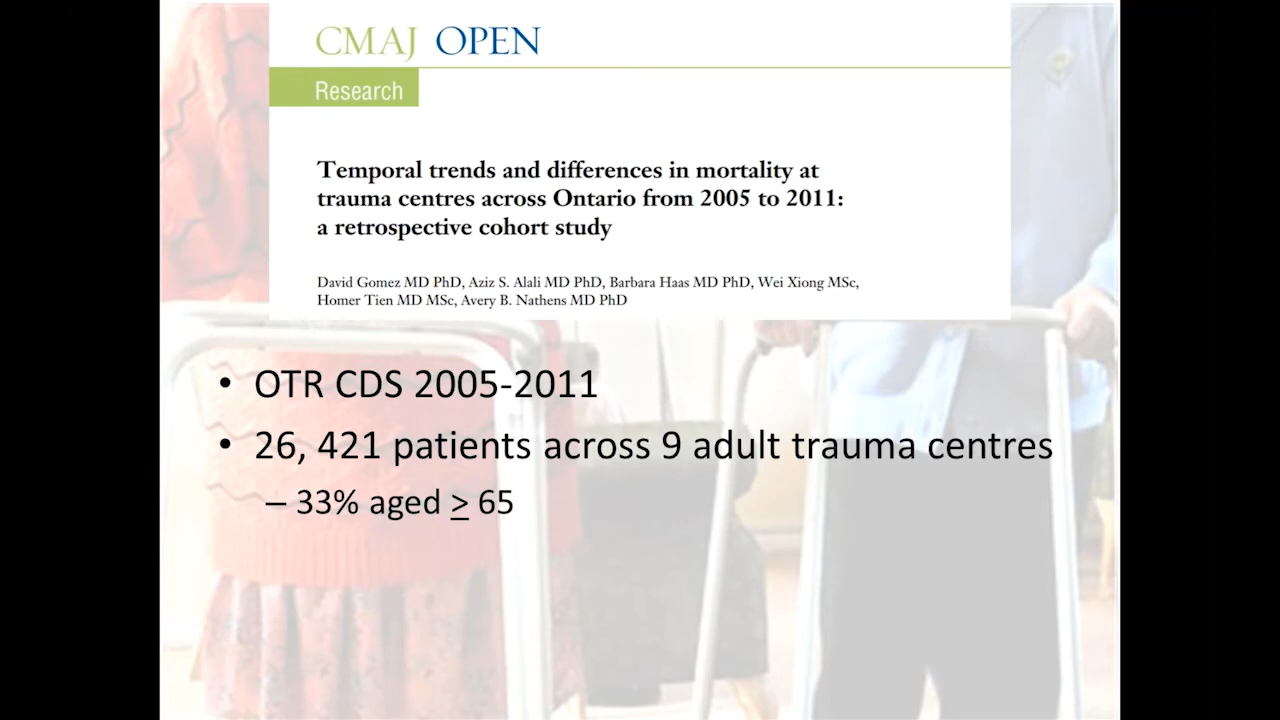 CMAJ OPEN
Research
Temporal trends and differences in mortality at
trauma centres across Ontario from 2005 to 2011:
a retrospective cohort study
David Gomez MD PhD, Aziz S. Alali MD PhD, Barbara Haas MD PhD, Wei Xiong MSc,
Homer Tien MD MSc, Avery B. Nathens MD PhD
• OTR CDS 2005-2011
• 26, 421 patients across 9 adult trauma centres
– 33% aged ≥ 65